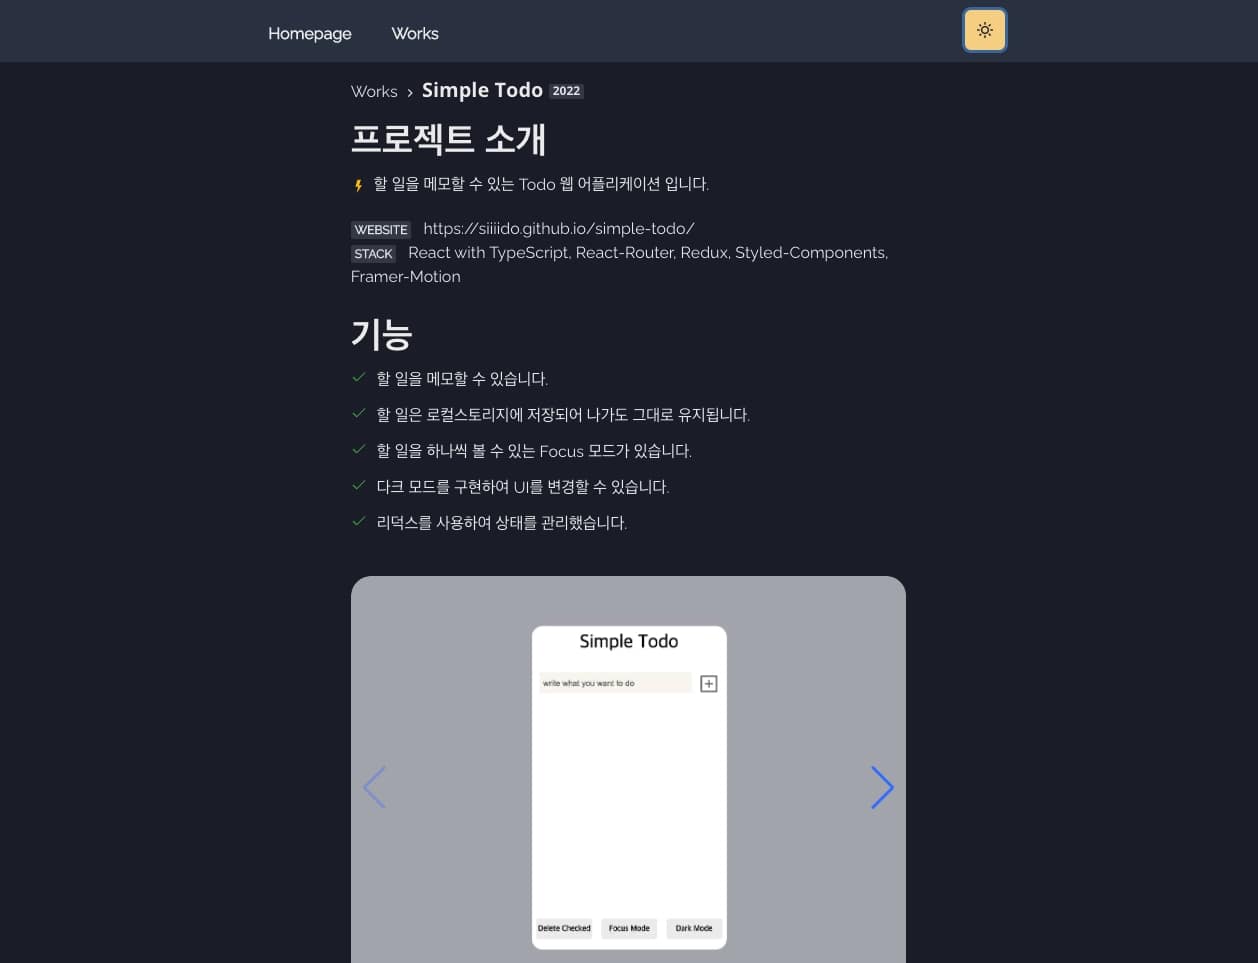 Homepage Works
Works › Simple Todo 2022
프로젝트 소개
할 일을 메모할 수 있는 Todo 웹 어플리케이션 입니다.
WEBSITE https://siiiido.github.io/simple-todo/
STACK React with TypeScript, React-Router, Redux, Styled-Components,
Framer-Motion
기능
할 일을 메모할 수 있습니다.
할 일은 로컬스토리지에 저장되어 나가도 그대로 유지됩니다.
할 일을 하나씩 볼 수 있는 Focus 모드가 있습니다.
다크 모드를 구현하여 UI를 변경할 수 있습니다.
리덕스를 사용하여 상태를 관리했습니다.
Simple Todo
write what you want to do
Delete Checked Focus Mode Dark Mode